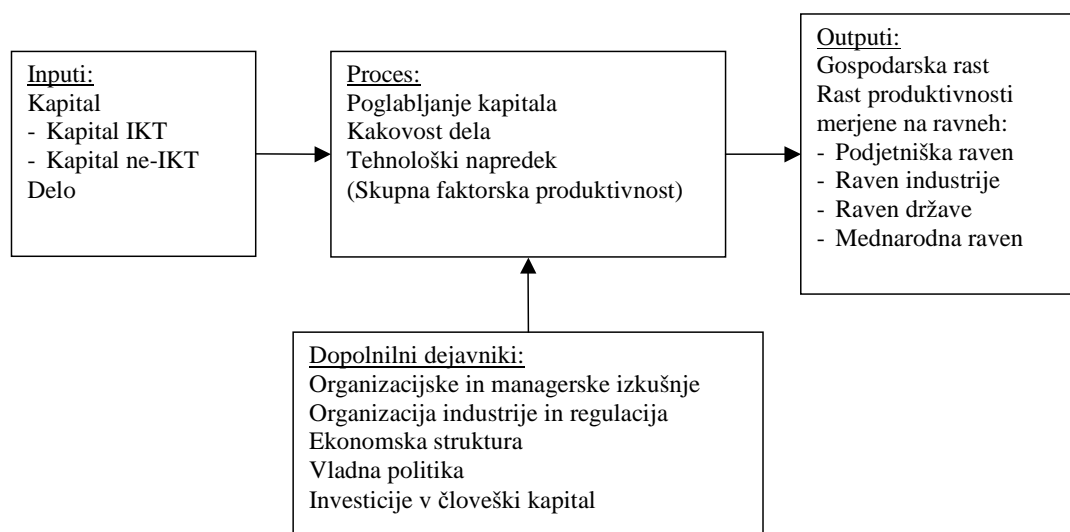 Inputi:
Kapital
- Kapital IKT
- Kapital ne-IKT
Delo
Proces:
Poglabljanje kapitala
Kakovost dela
Tehnološki napredek
(Skupna faktorska produktivnost)
Outputi:
Gospodarska rast
Rast produktivnosti
merjene na ravneh:
- Podjetniška raven
- Raven industrije
- Raven države
- Mednarodna raven
Dopolnilni dejavniki:
Organizacijske in managerske izkušnje
Organizacija industrije in regulacija
Ekonomska struktura
Vladna politika
Investicije v človeški kapital